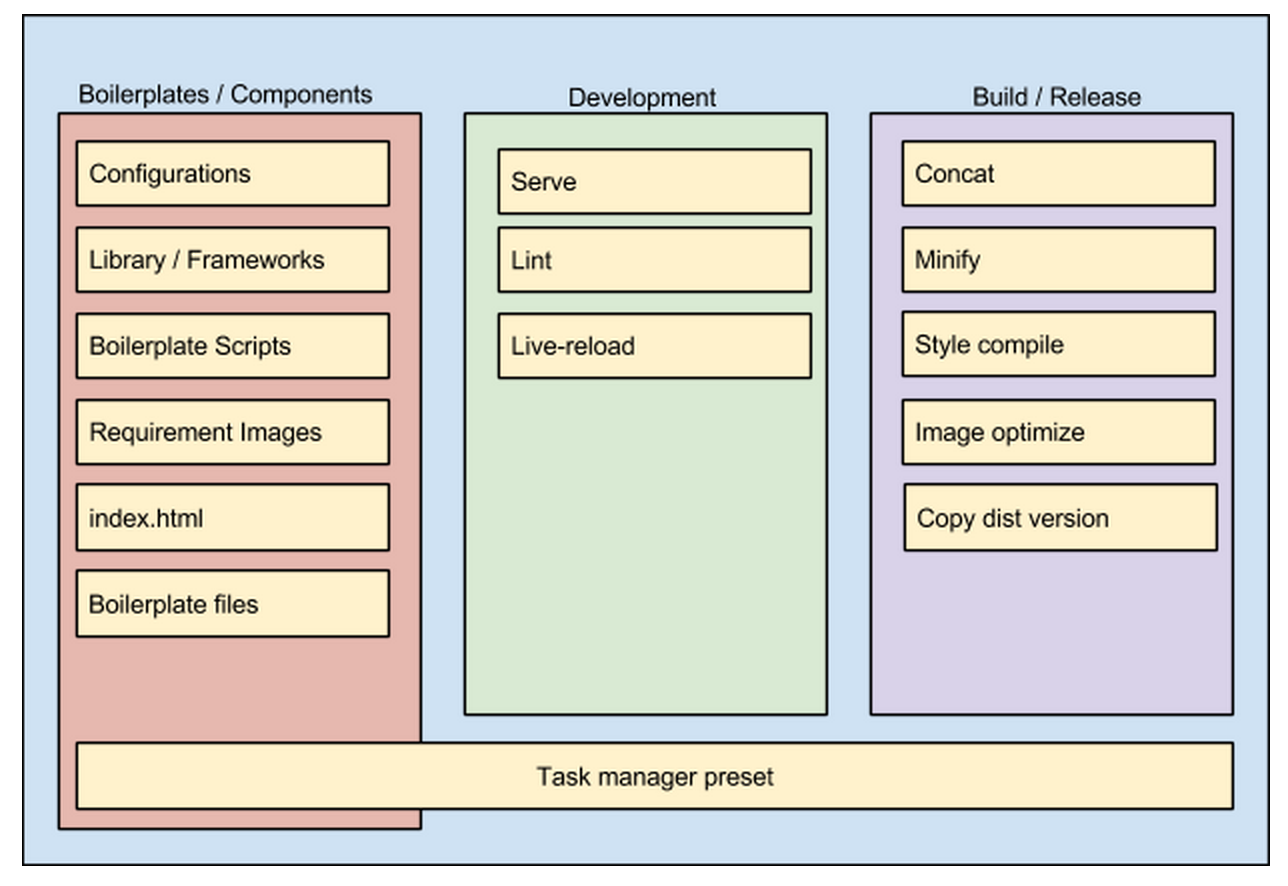 Boilerplates / Components
Configurations
Library / Frameworks
Boilerplate Scripts
Requirement Images
index.html
Boilerplate files
Development
Serve
Lint
Live-reload
Build / Release
Concat
Minify
Style compile
Image optimize
Copy dist version
Task manager preset